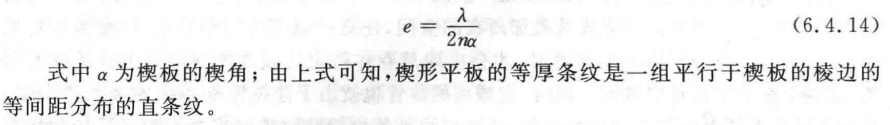 e = λ/2nα (6.4.14)
式中 α 为楔板的楔角；由上式可知，楔形平板的等厚条纹是一组平行于楔板的棱边的
等间距分布的直条纹。